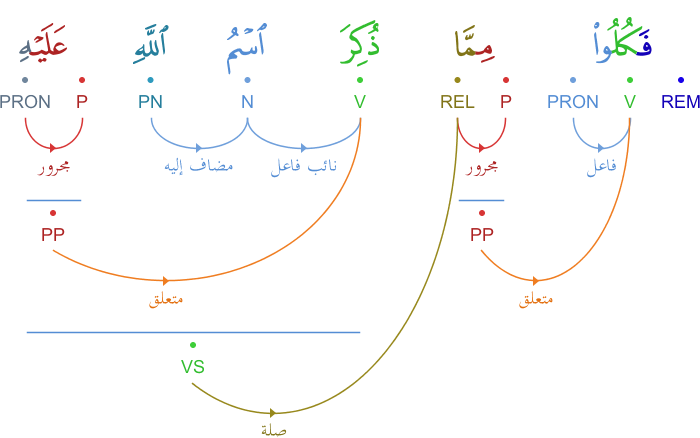 فَكُلُوا۟ مِمَّا ذُكِرَ ٱسْمُ ٱللَّهِ عَلَيْهِ
REM V PRON P REL V N PN P PRON
فاعل مجرور نائب فاعل مضاف إليه مجرور
PP PP
متعلق متعلق
VS
صلة